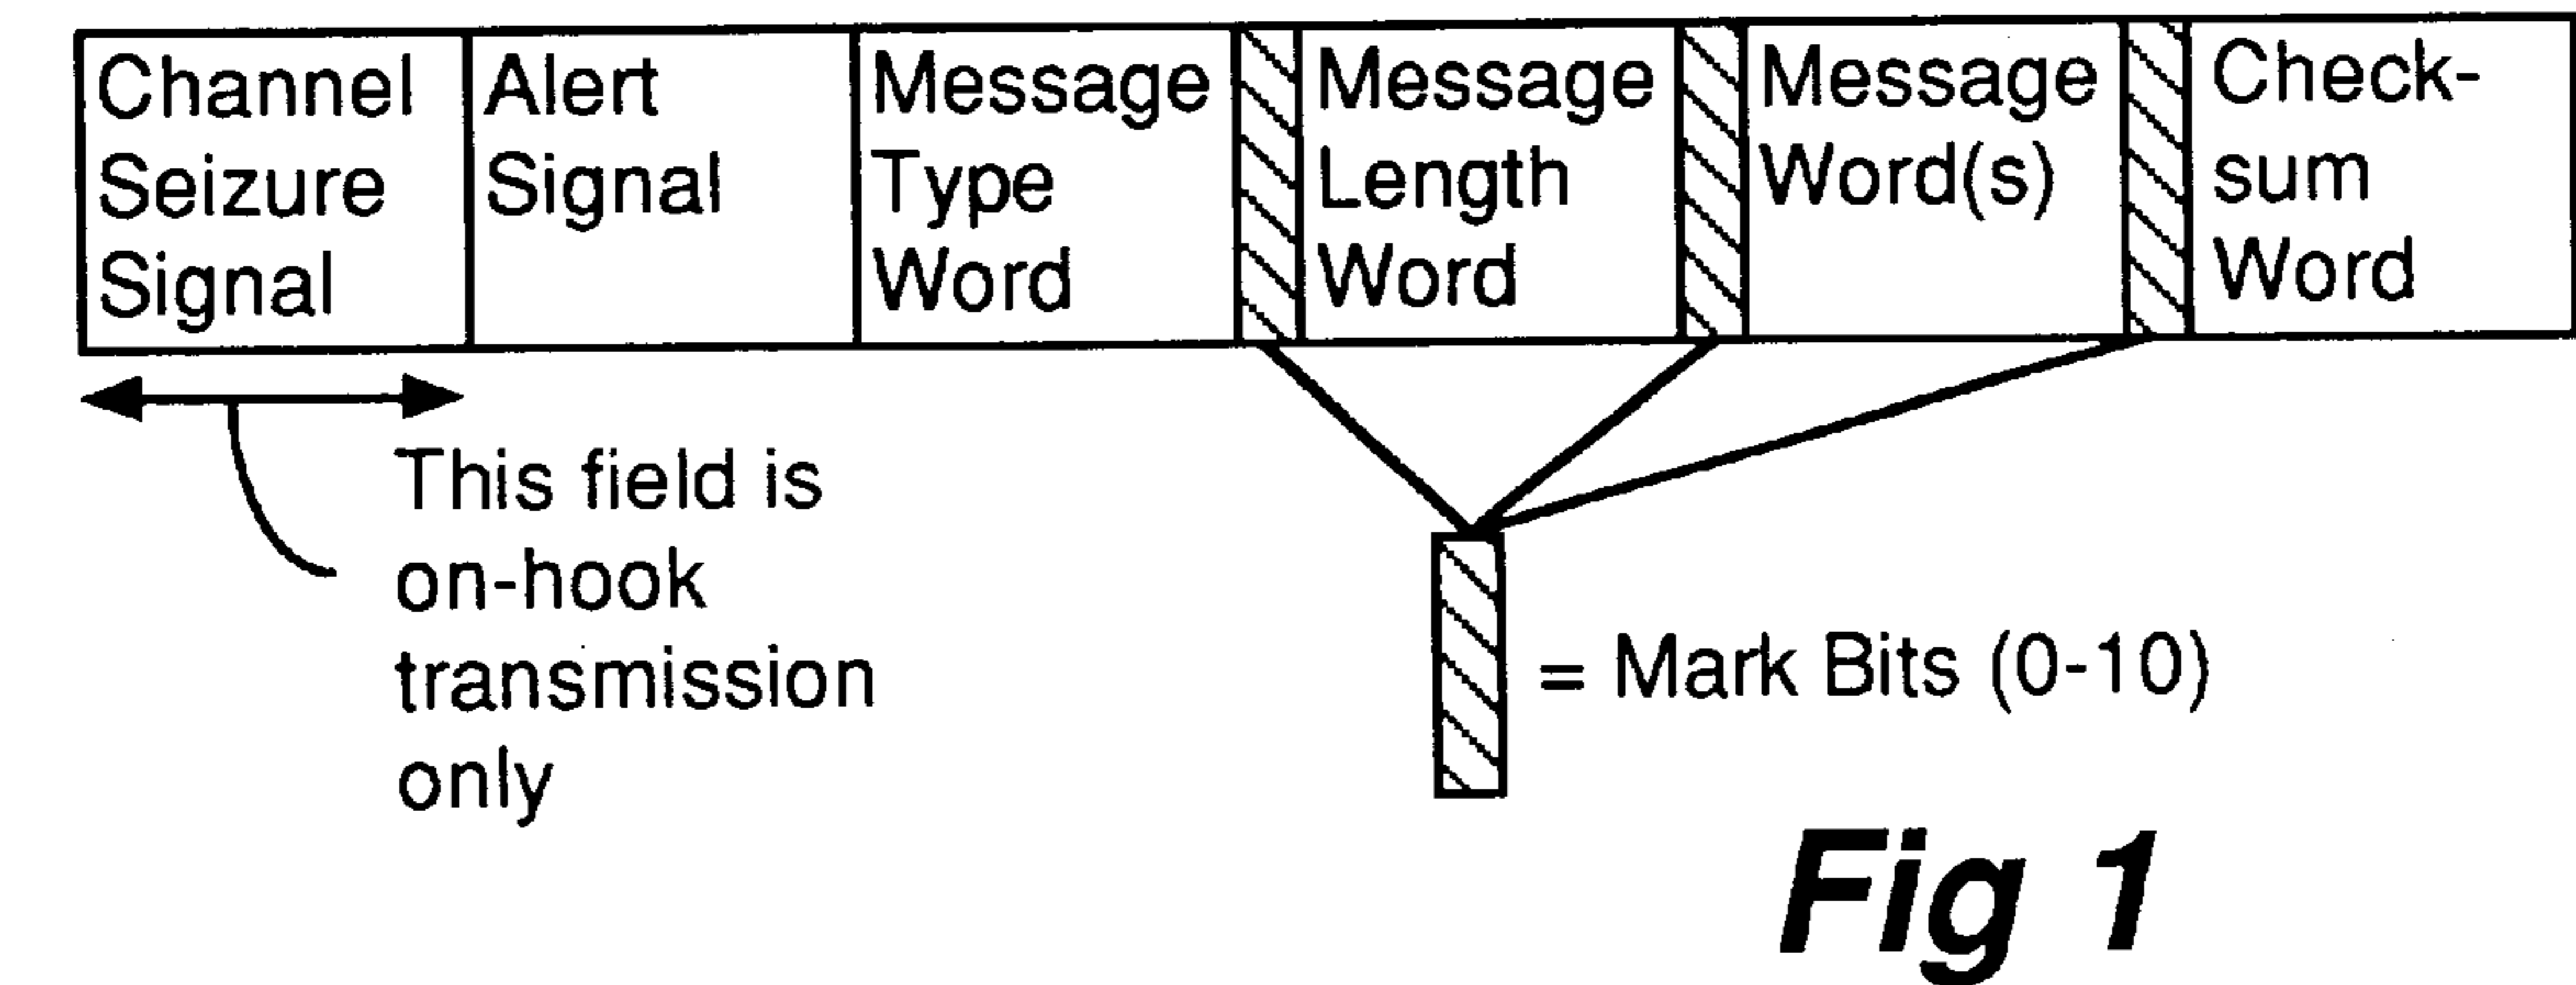 Channel
Seizure
Signal
Alert
Signal
Message
Type
Word
Message
Length
Word
Message
Word(s)
Check-
sum
Word
This field is
on-hook
transmission
only
= Mark Bits (0-10)
Fig 1